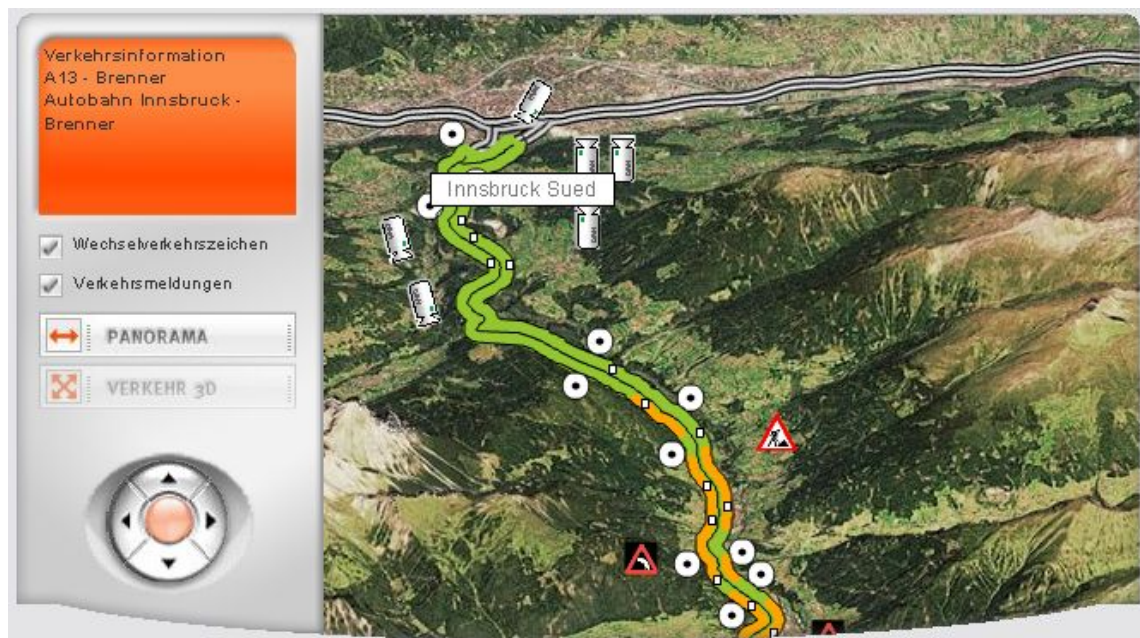 Verkehrsinformation
A13 - Brenner
Autobahn Innsbruck -
Brenner
Wechselverkehrszeichen
Verkehrsmeldungen
PANORAMA
VERKEHR 3D
Innsbruck Sued